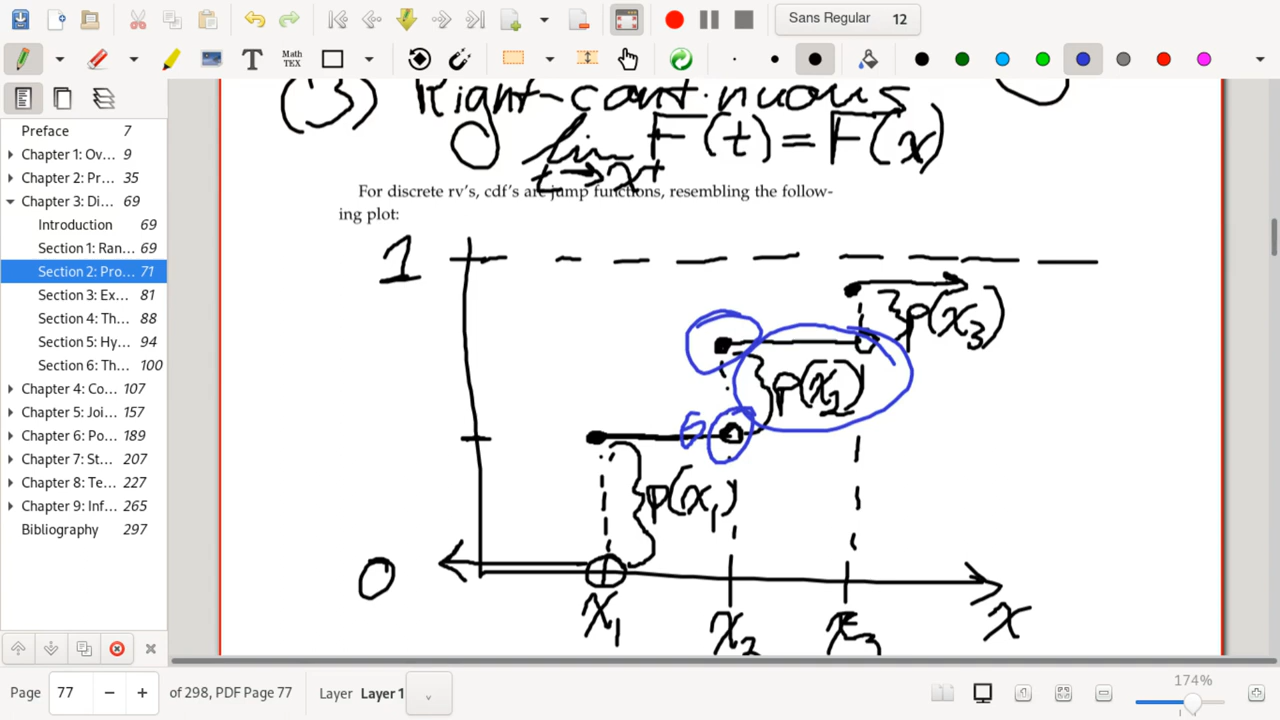 Sans Regular 12
T Math TEX
Preface 7
Chapter 1: Ov... 9
Chapter 2: Pr... 35
Chapter 3: Di... 69
Introduction 69
Section 1: Ran... 69
Section 2: Pro... 71
Section 3: Ex... 81
Section 4: Th... 88
Section 5: Hy... 94
Section 6: Th... 100
Chapter 4: Co... 107
Chapter 5: Joi... 157
Chapter 6: Po... 189
Chapter 7: St... 207
Chapter 8: Te... 227
Chapter 9: Inf... 265
Bibliography 297
(3) Right-continuous
lim F(t) = F(x)
t→x+
For discrete rv's, cdf's are jump functions, resembling the follow-
ing plot:
1
p(x3)
p(x2)
p(x1)
0
x1 x2 x3 x
Page 77 of 298, PDF Page 77 Layer Layer 1
174%